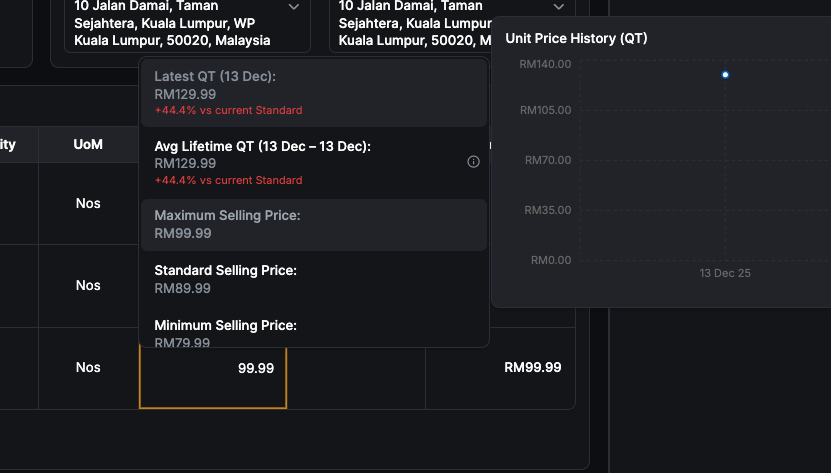 10 Jalan Damai, Taman
Sejahtera, Kuala Lumpur, WP
Kuala Lumpur, 50020, Malaysia
10 Jalan Damai, Taman
Sejahtera, Kuala Lumpur,
Kuala Lumpur, 50020,
Unit Price History (QT)
RM140.00
RM105.00
RM70.00
RM35.00
RM0.00
13 Dec 25
Latest QT (13 Dec):
RM129.99
+44.4% vs current Standard
Avg Lifetime QT (13 Dec – 13 Dec):
RM129.99
+44.4% vs current Standard
Maximum Selling Price:
RM99.99
Standard Selling Price:
RM89.99
Minimum Selling Price:
RM79.99
UoM
Nos
Nos
Nos
99.99
RM99.99